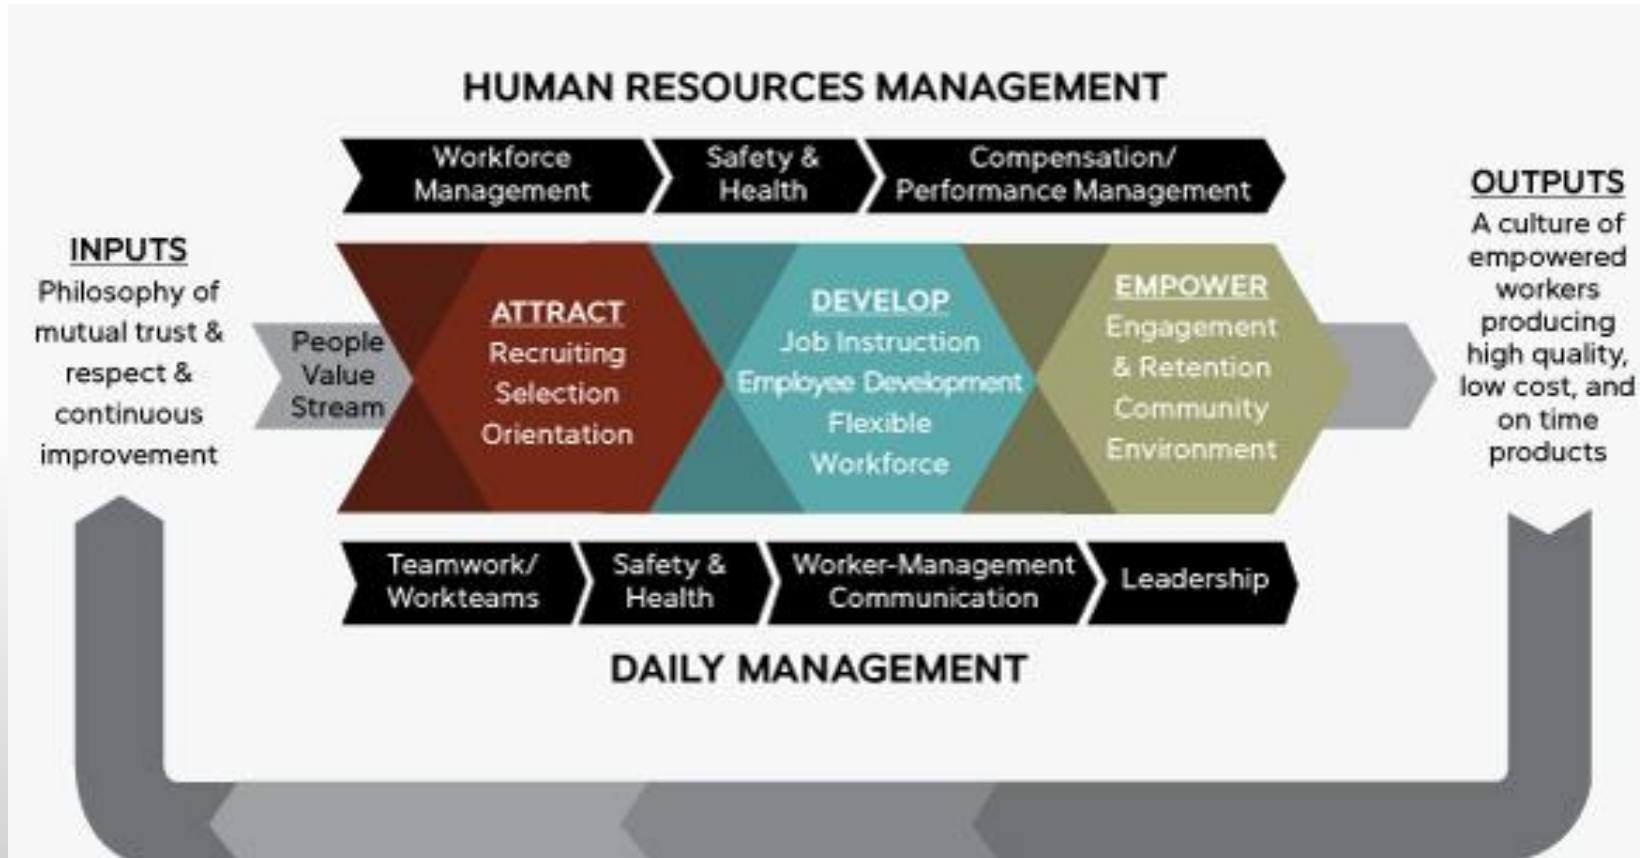 HUMAN RESOURCES MANAGEMENT
Workforce
Management
Safety &
Health
Compensation/
Performance Management
INPUTS
Philosophy of
mutual trust &
respect &
continuous
improvement
People
Value
Stream
ATTRACT
Recruiting
Selection
Orientation
DEVELOP
Job Instruction
Employee Development
Flexible
Workforce
EMPOWER
Engagement
& Retention
Community
Environment
OUTPUTS
A culture of
empowered
workers
producing
high quality,
low cost, and
on time
products
Teamwork/
Workteams
Safety &
Health
Worker-Management
Communication
Leadership
DAILY MANAGEMENT